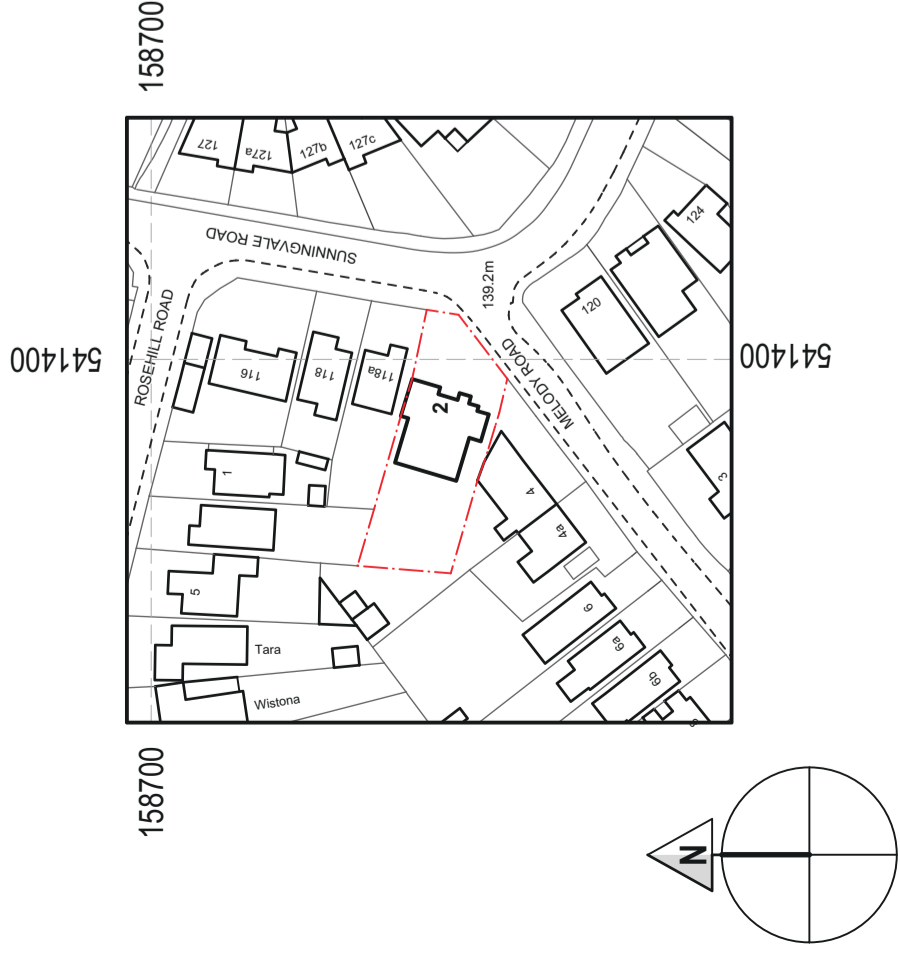 158700
127
127a
127b
127c
SUNNINGVALE ROAD
124
139.2m
ROSEHILL ROAD
120
541400
541400
116
118
118a
MELODY ROAD
2
1
3
4
4a
5
6
6a
Tara
6b
Wistona
158700
N